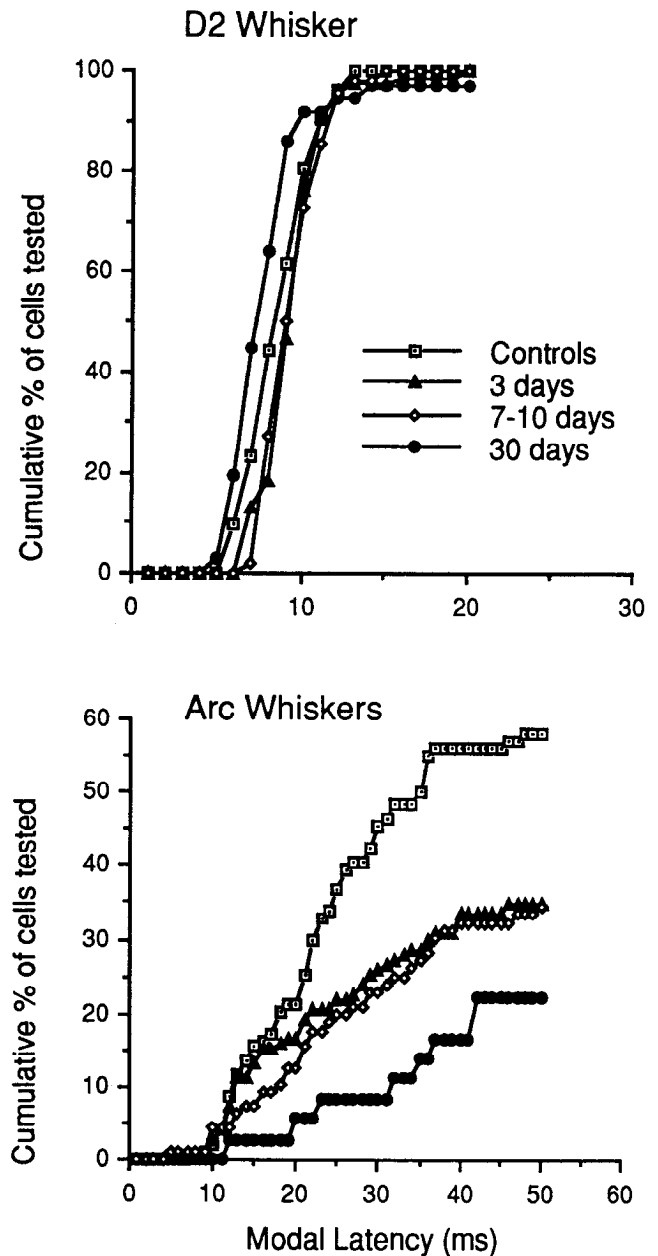 D2 Whisker
100
80
60
40
20
0
Cumulative % of cells tested
Controls
3 days
7-10 days
30 days
0 10 20 30
Arc Whiskers
60
50
40
30
20
10
0
Cumulative % of cells tested
0 10 20 30 40 50 60
Modal Latency (ms)